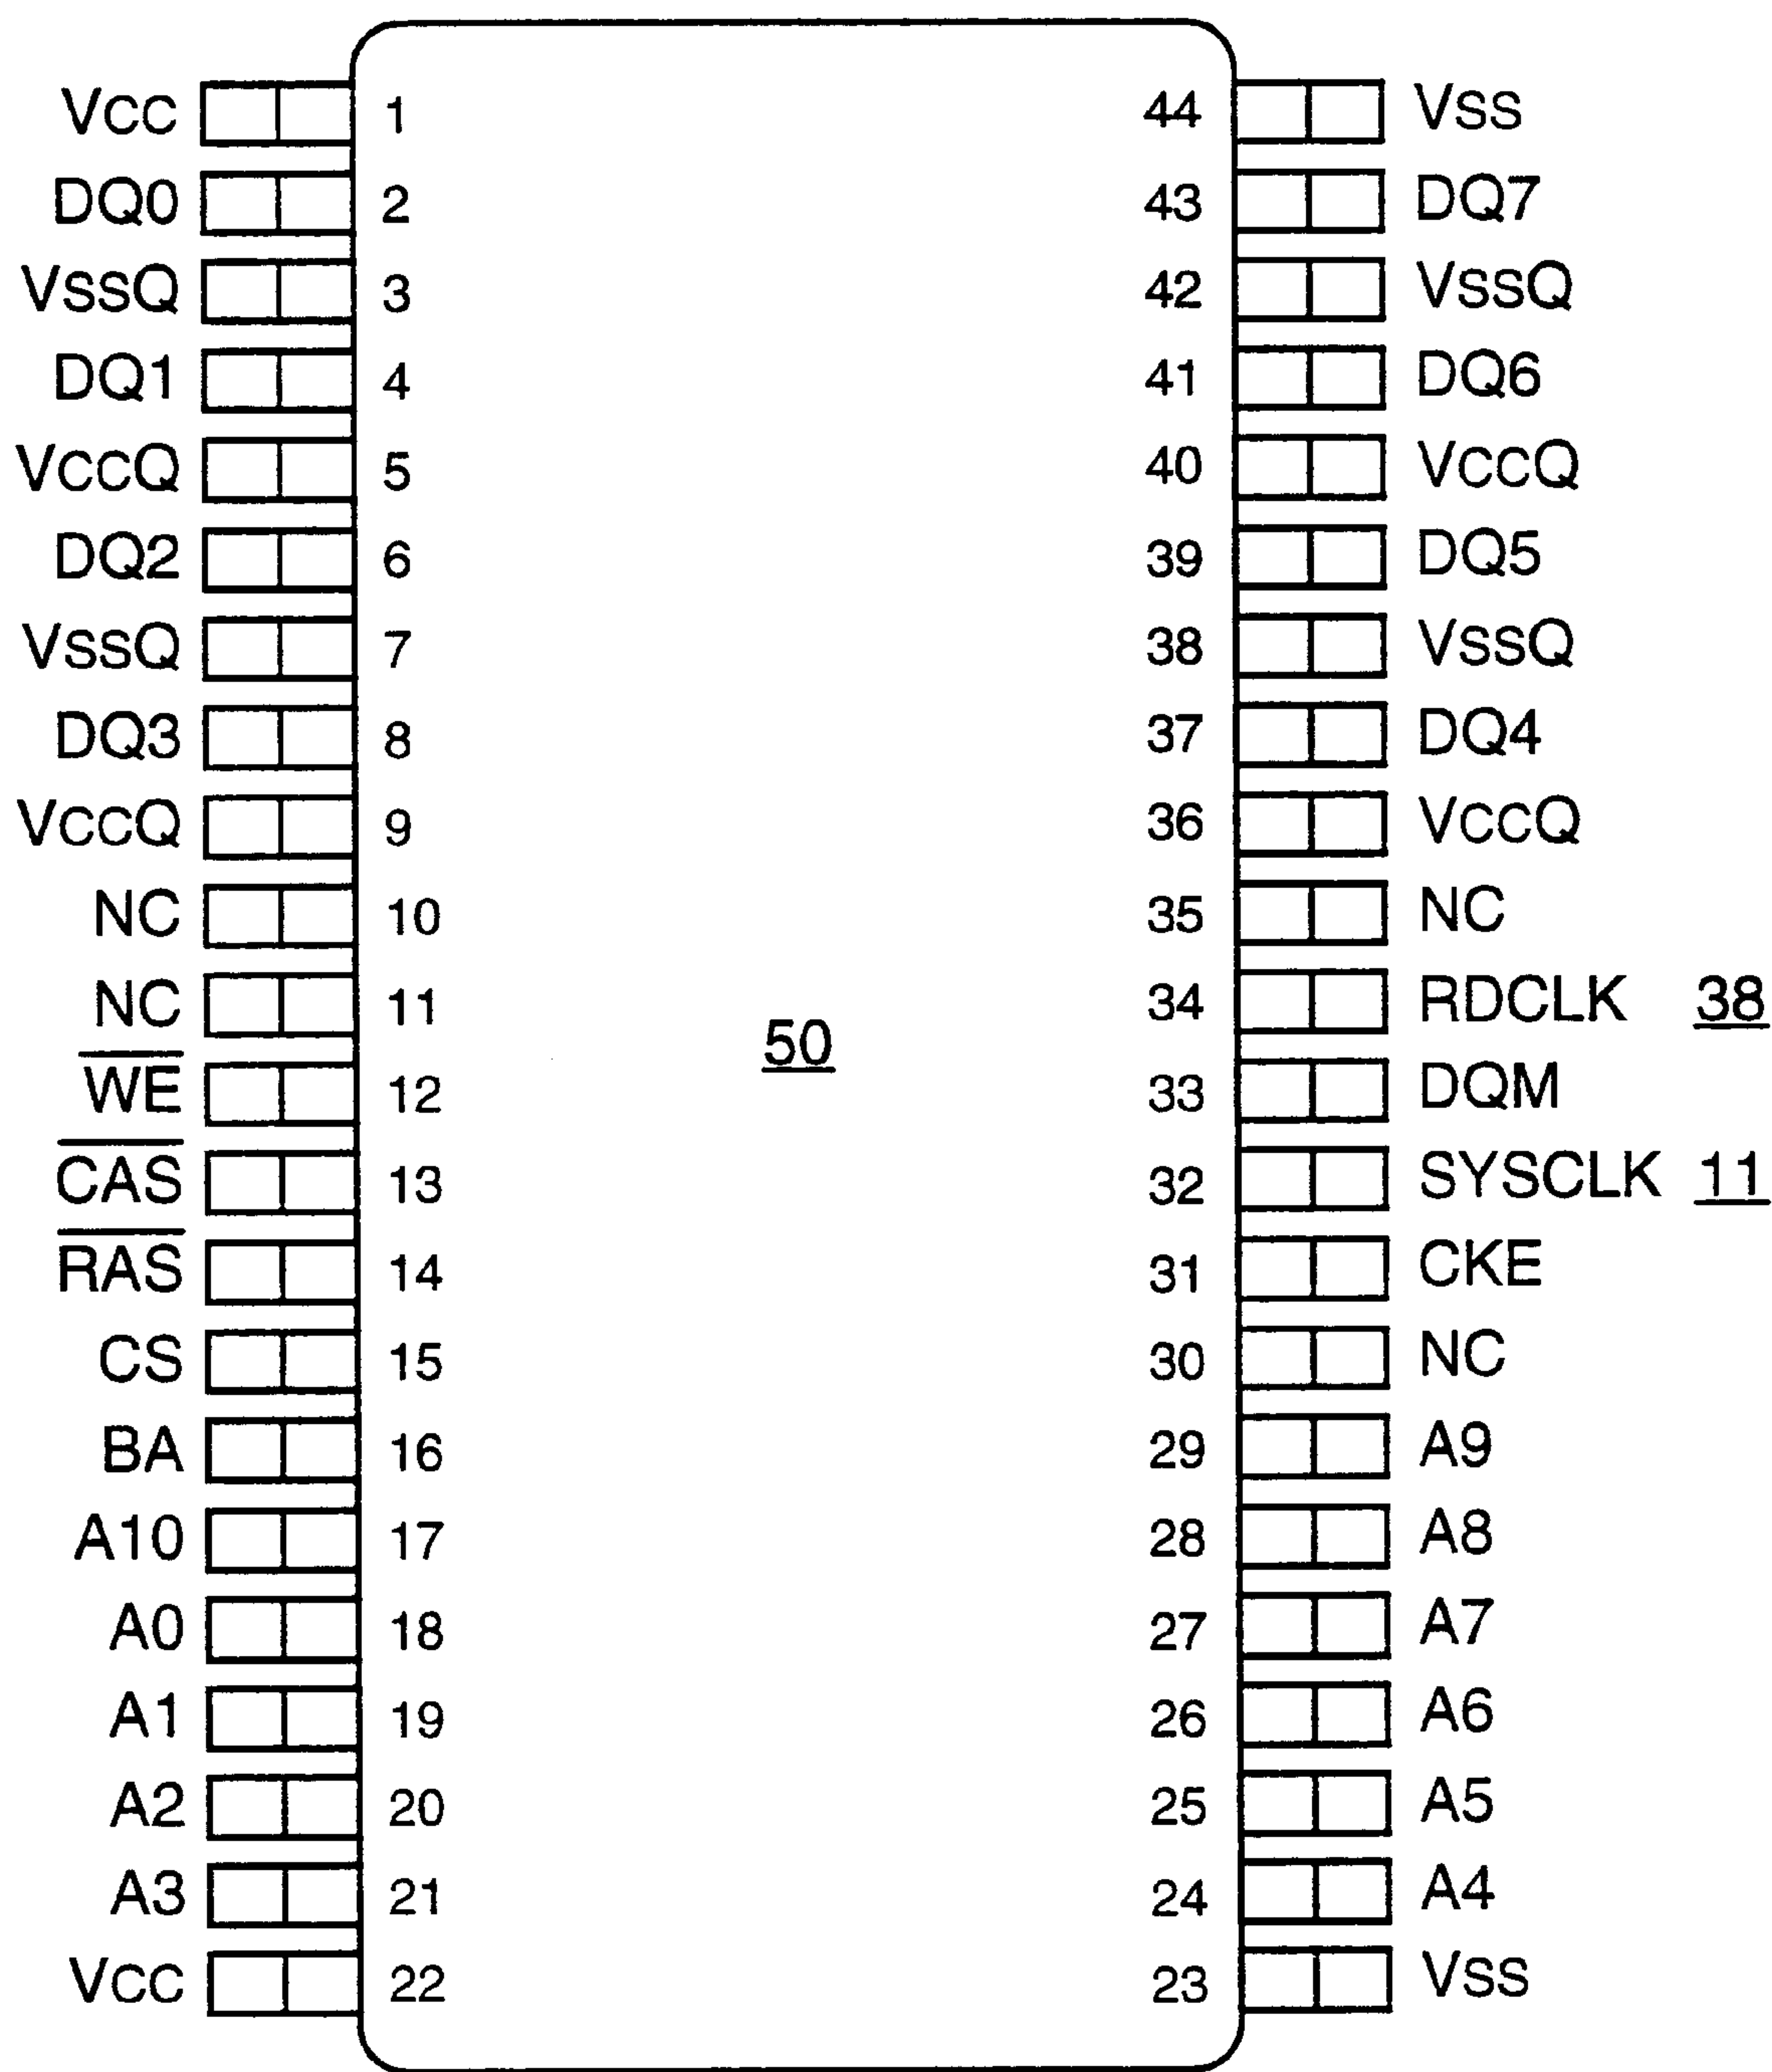 VCC 1 44 VSS
DQ0 2 43 DQ7
VSSQ 3 42 VSSQ
DQ1 4 41 DQ6
VCCQ 5 40 VCCQ
DQ2 6 39 DQ5
VSSQ 7 38 VSSQ
DQ3 8 37 DQ4
VCCQ 9 36 VCCQ
NC 10 35 NC
NC 11 34 RDCLK 38
50
W̅E̅ 12 33 DQM
C̅A̅S̅ 13 32 SYSCLK 11
R̅A̅S̅ 14 31 CKE
CS 15 30 NC
BA 16 29 A9
A10 17 28 A8
A0 18 27 A7
A1 19 26 A6
A2 20 25 A5
A3 21 24 A4
VCC 22 23 VSS